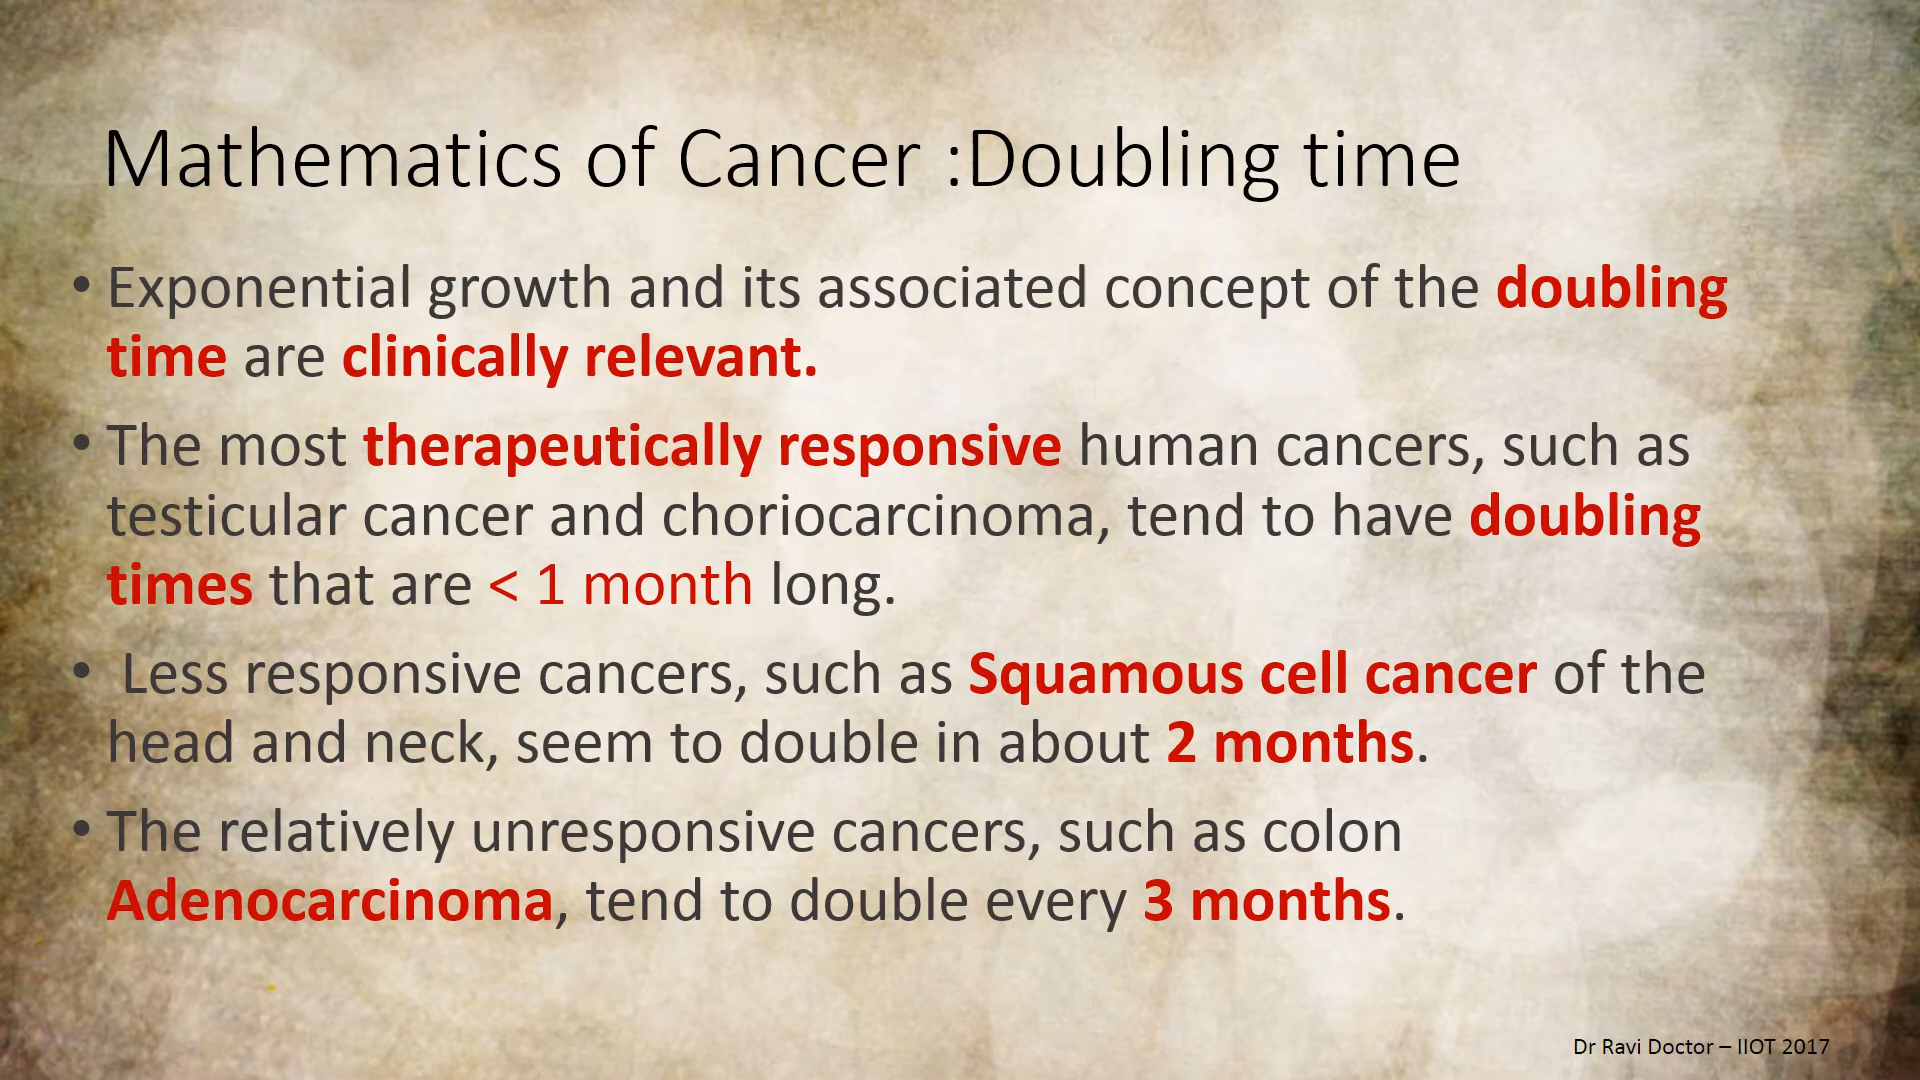 Mathematics of Cancer :Doubling time
• Exponential growth and its associated concept of the doubling
time are clinically relevant.
• The most therapeutically responsive human cancers, such as
testicular cancer and choriocarcinoma, tend to have doubling
times that are < 1 month long.
• Less responsive cancers, such as Squamous cell cancer of the
head and neck, seem to double in about 2 months.
• The relatively unresponsive cancers, such as colon
Adenocarcinoma, tend to double every 3 months.
Dr Ravi Doctor – IIOT 2017